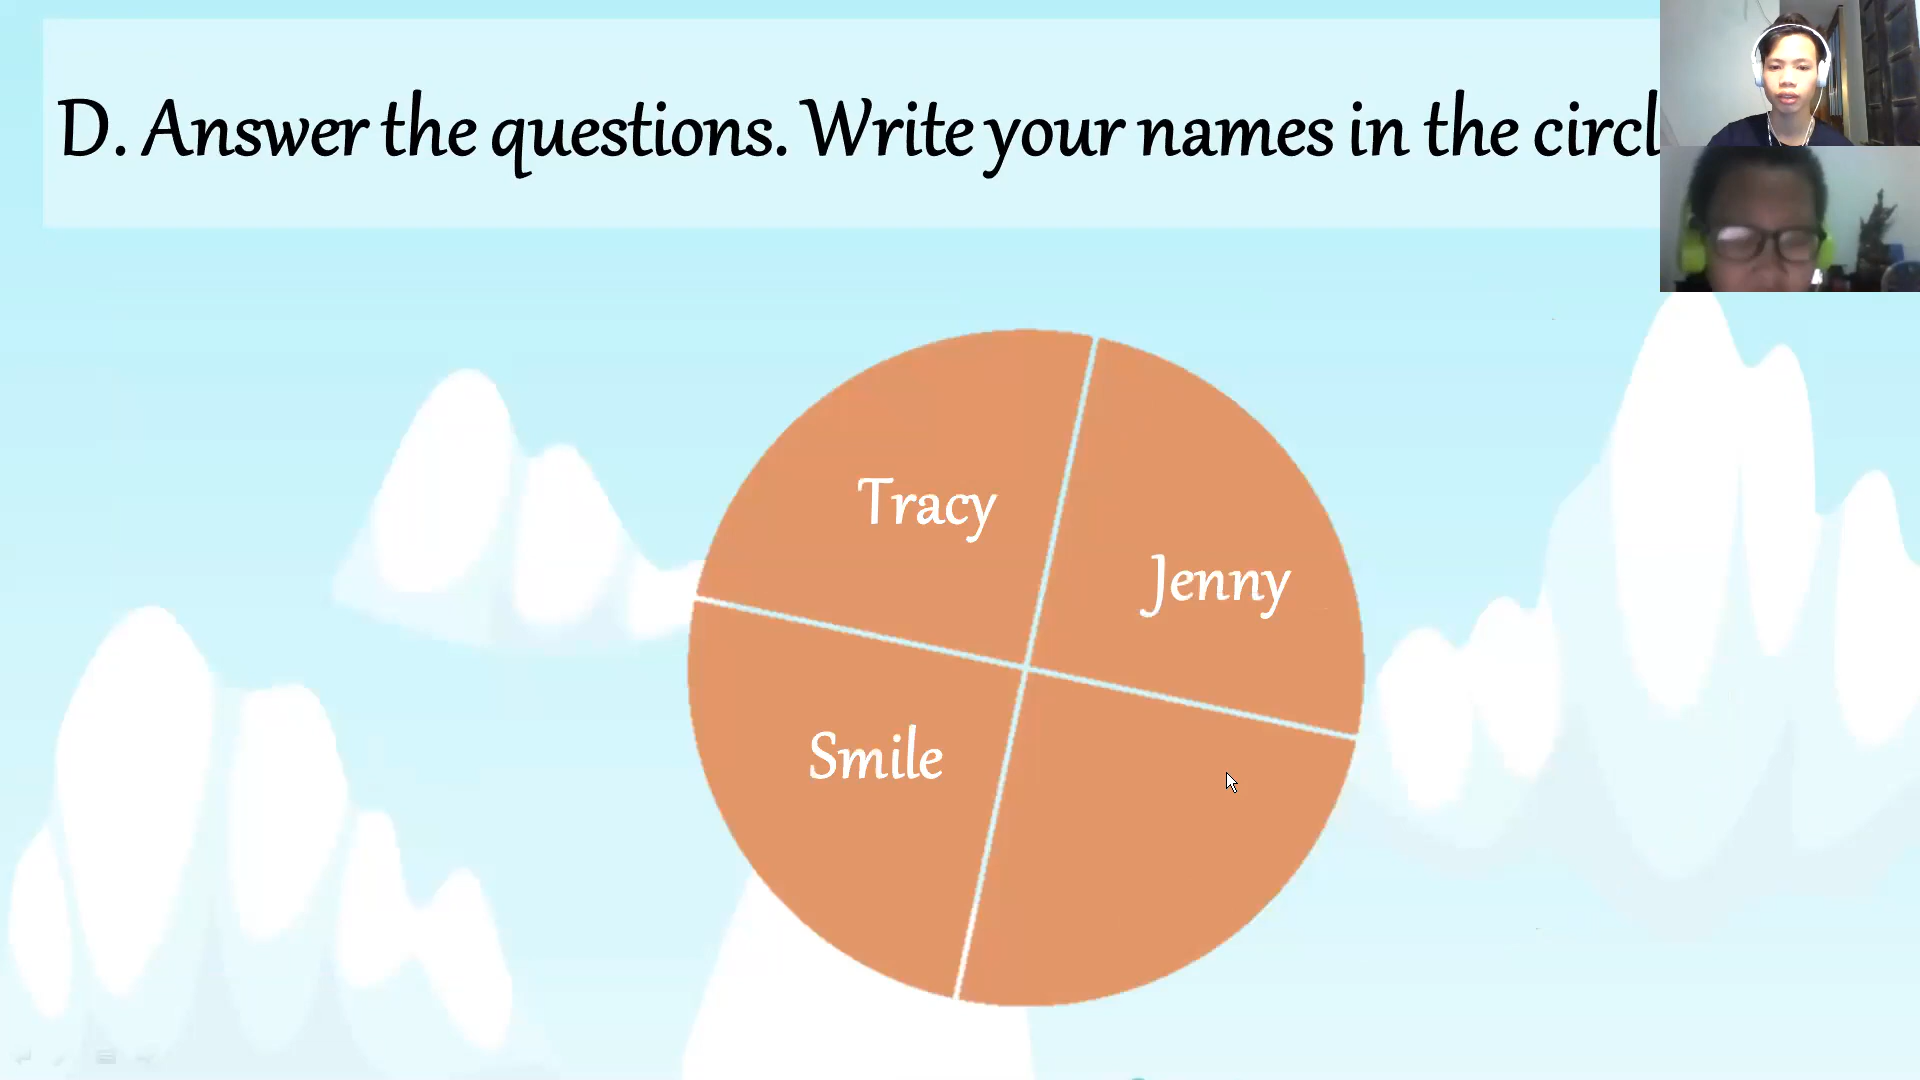 D. Answer the questions. Write your names in the circl
Tracy
Jenny
Smile